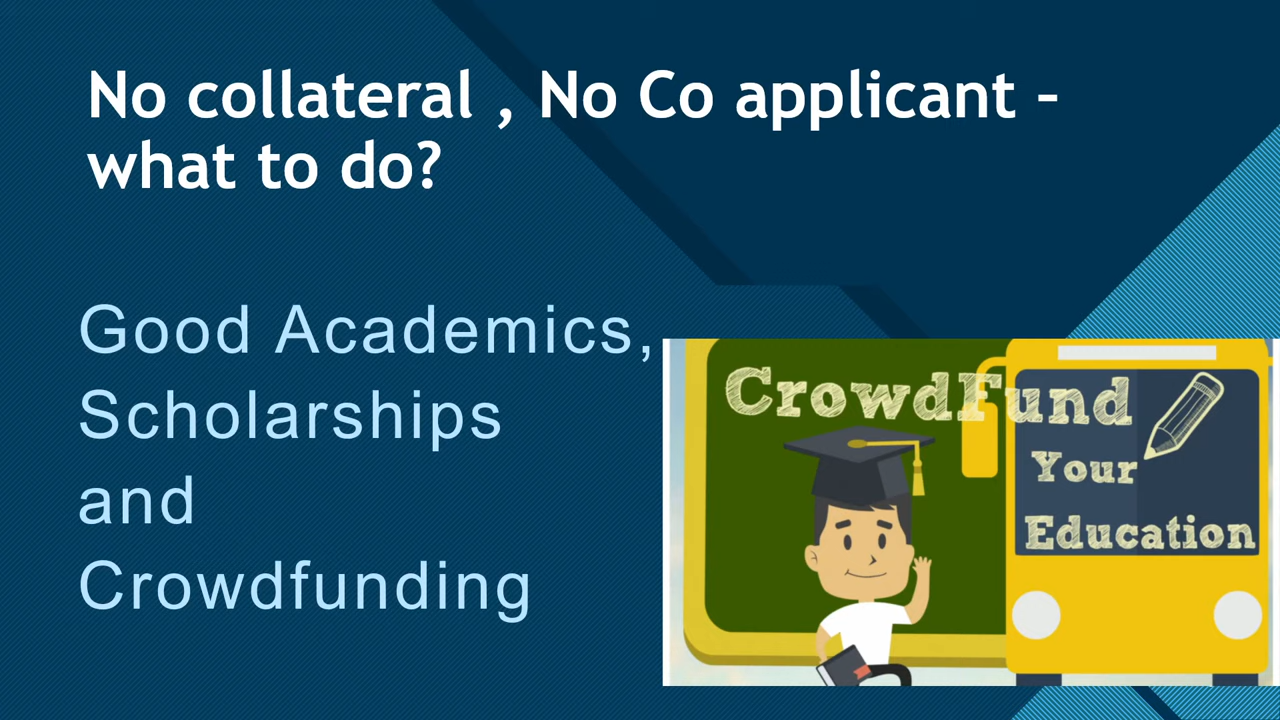 No collateral , No Co applicant –
what to do?
Good Academics,
Scholarships
and
Crowdfunding
CrowdFund
Your
Education